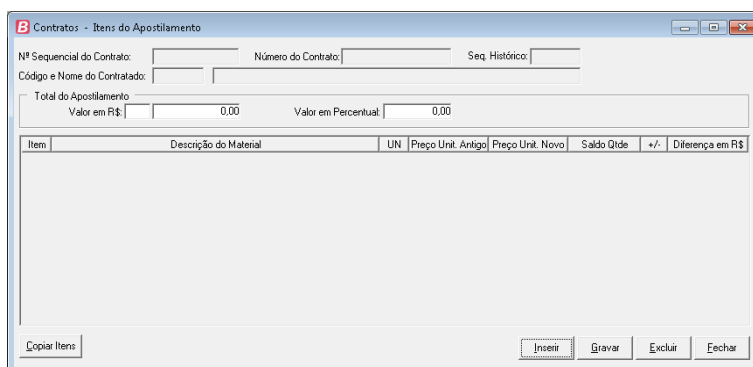 B Contratos - Itens do Apostilamento
Nº Sequencial do Contrato: Número do Contrato: Seq. Histórico:
Código e Nome do Contratado:
Total do Apostilamento
Valor em R$: 0,00 Valor em Percentual: 0,00
Item Descrição do Material UN Preço Unit. Antigo Preço Unit. Novo Saldo Qtde +/- Diferença em R$
Copiar Itens Inserir Gravar Excluir Fechar